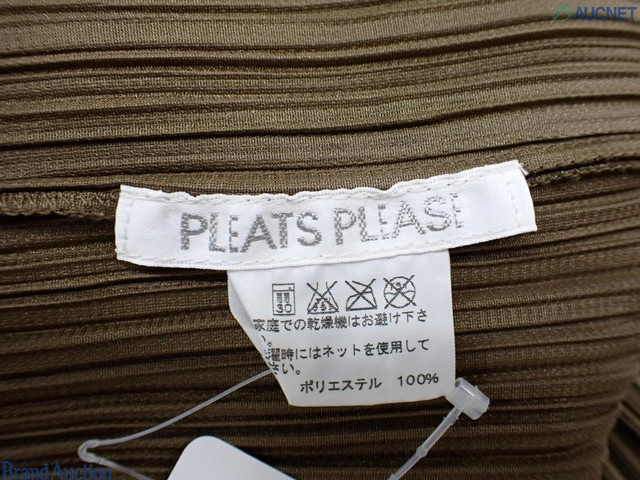 AUCNET
PLEATS PLEASE
30
家庭での乾燥機はお避け下さ
い。
濯時にはネットを使用して
さい。
ポリエステル 100%
Brand Auction